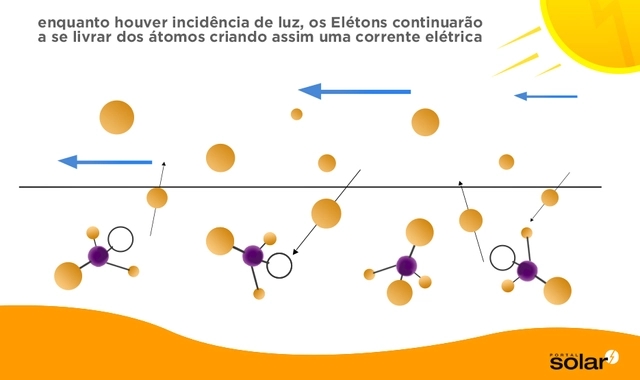 enquanto houver incidência de luz, os Elétons continuarão
a se livrar dos átomos criando assim uma corrente elétrica
PORTAL
solar